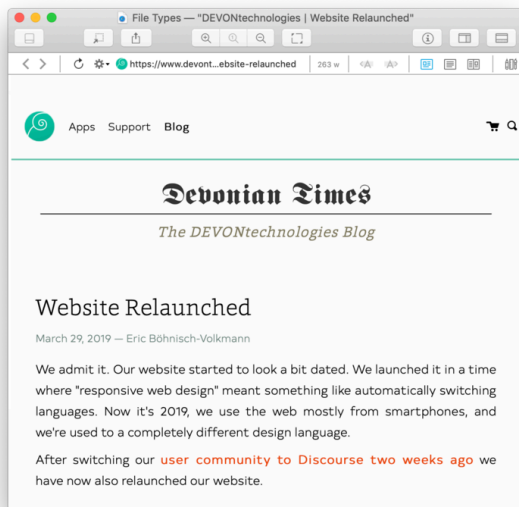 File Types — "DEVONtechnologies | Website Relaunched"
https://www.devont...ebsite-relaunched 263 w
Apps Support Blog
Devonian Times
The DEVONtechnologies Blog
Website Relaunched
March 29, 2019 — Eric Böhnisch-Volkmann
We admit it. Our website started to look a bit dated. We launched it in a time
where "responsive web design" meant something like automatically switching
languages. Now it's 2019, we use the web mostly from smartphones, and
we're used to a completely different design language.
After switching our user community to Discourse two weeks ago we
have now also relaunched our website.